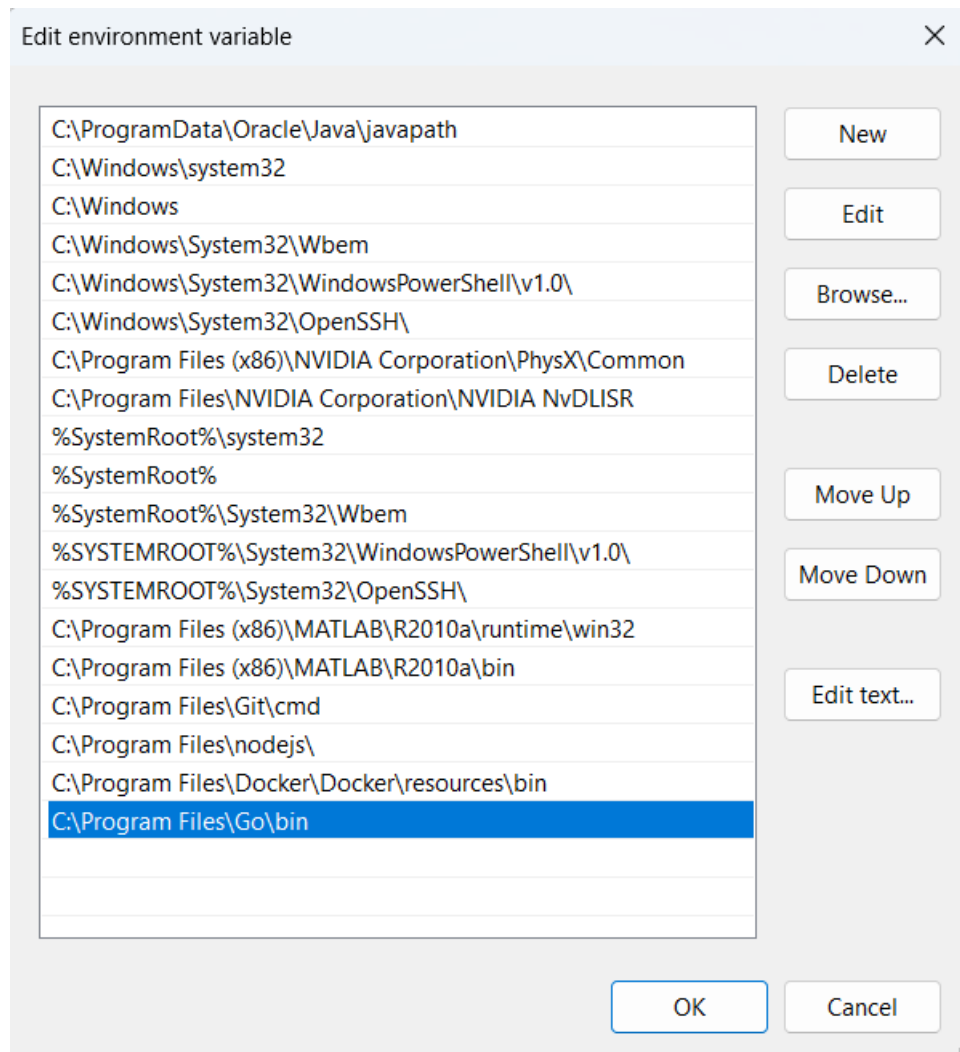 Edit environment variable
C:\ProgramData\Oracle\Java\javapath
C:\Windows\system32
C:\Windows
C:\Windows\System32\Wbem
C:\Windows\System32\WindowsPowerShell\v1.0\
C:\Windows\System32\OpenSSH\
C:\Program Files (x86)\NVIDIA Corporation\PhysX\Common
C:\Program Files\NVIDIA Corporation\NVIDIA NvDLISR
%SystemRoot%\system32
%SystemRoot%
%SystemRoot%\System32\Wbem
%SYSTEMROOT%\System32\WindowsPowerShell\v1.0\
%SYSTEMROOT%\System32\OpenSSH\
C:\Program Files (x86)\MATLAB\R2010a\runtime\win32
C:\Program Files (x86)\MATLAB\R2010a\bin
C:\Program Files\Git\cmd
C:\Program Files\nodejs\
C:\Program Files\Docker\Docker\resources\bin
C:\Program Files\Go\bin
New
Edit
Browse...
Delete
Move Up
Move Down
Edit text...
OK
Cancel